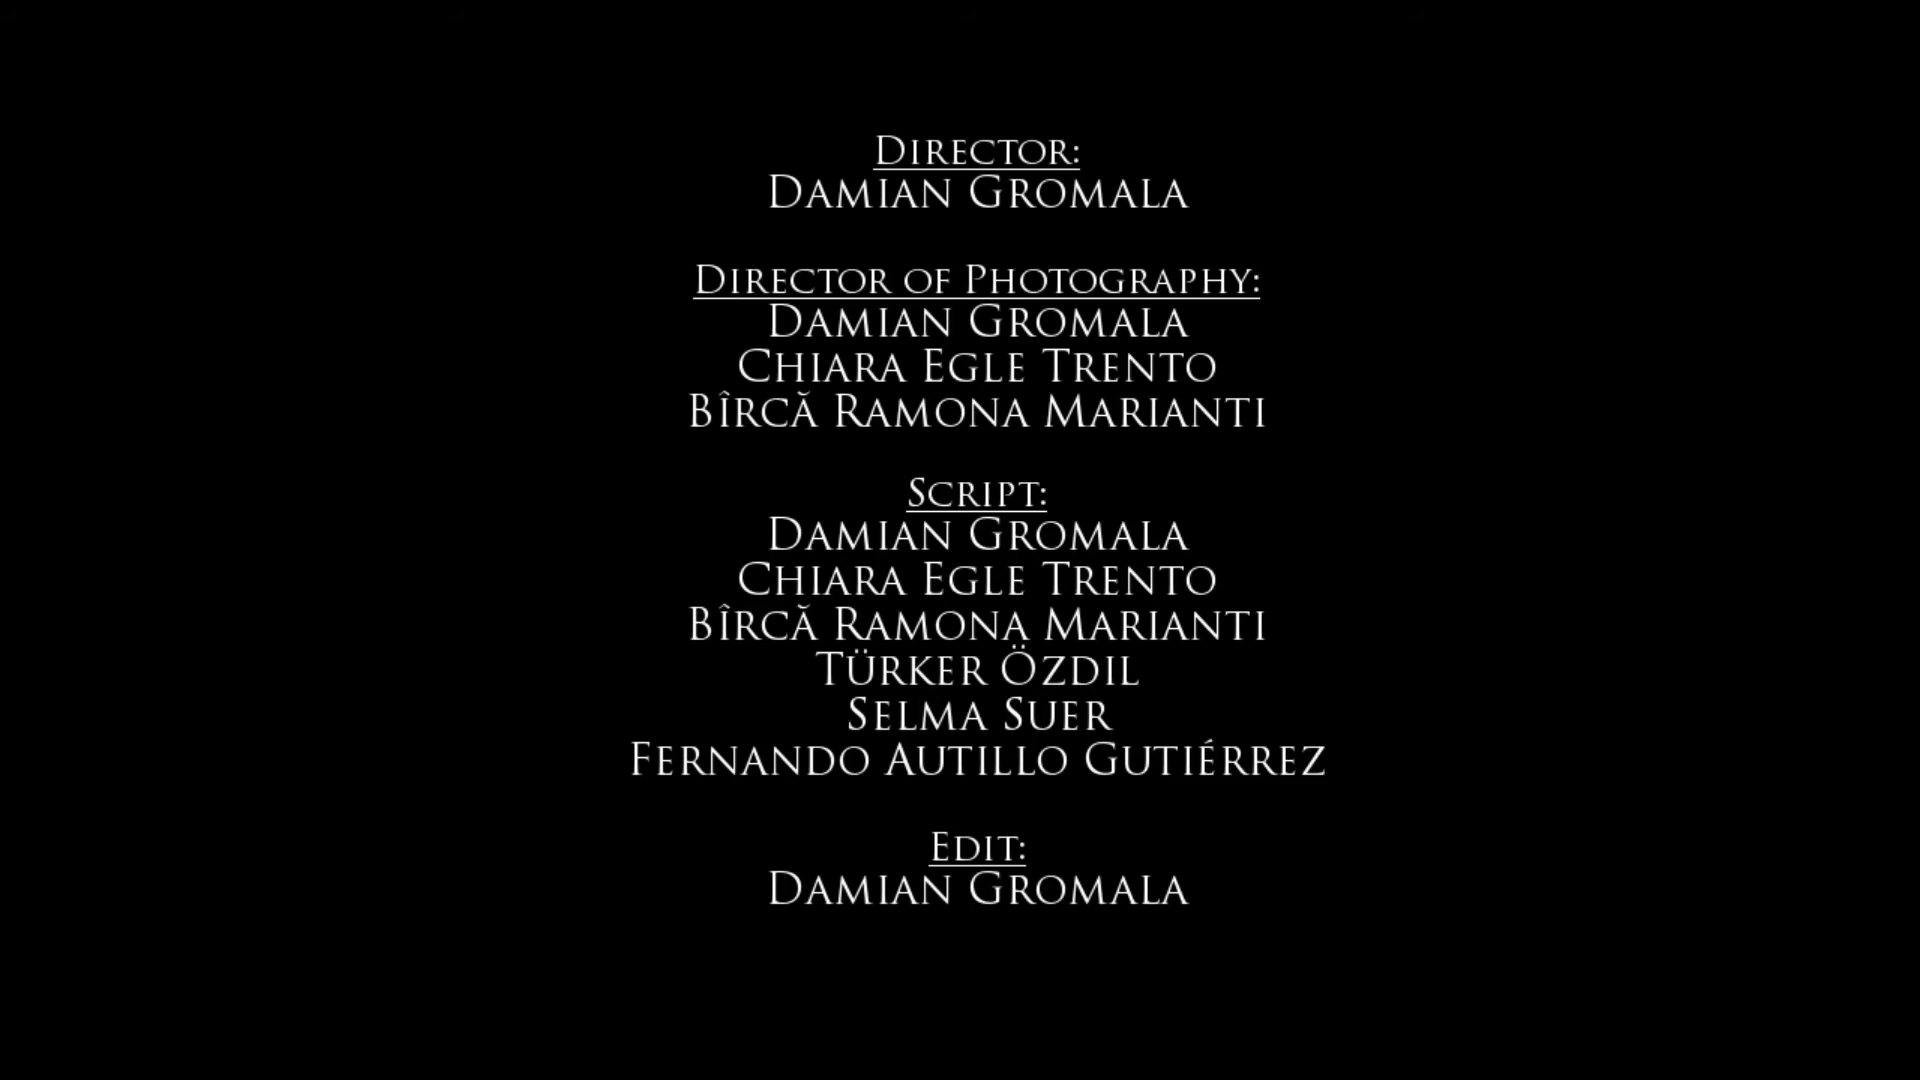 Director:
Damian Gromala
Director of Photography:
Damian Gromala
Chiara Egle Trento
Bîrcă Ramona Marianti
Script:
Damian Gromala
Chiara Egle Trento
Bîrcă Ramona Marianti
Türker Özdil
Selma Suer
Fernando Autillo Gutiérrez
Edit:
Damian Gromala